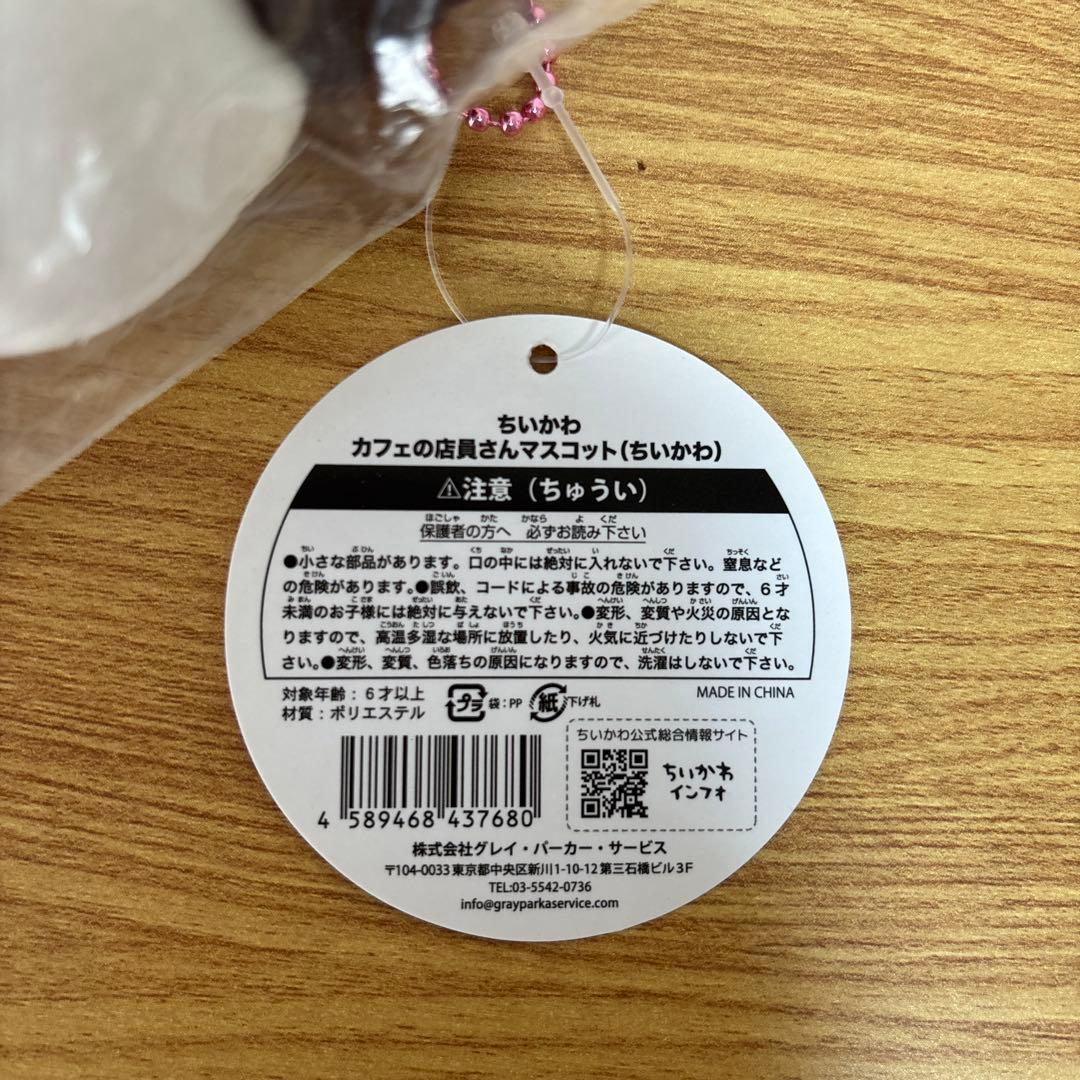 ちいかわ
カフェの店員さんマスコット(ちいかわ)
⚠注意(ちゅうい)
保護者の方へ 必ずお読み下さい
●小さな部品があります。口の中には絶対に入れないで下さい。窒息など
の危険があります。●誤飲、コードによる事故の危険がありますので、6才
未満のお子様には絶対に与えないで下さい。●変形、変質や火災の原因とな
りますので、高温多湿な場所に放置したり、火気に近づけたりしないで下
さい。●変形、変質、色落ちの原因になりますので、洗濯はしないで下さい。
対象年齢:6才以上
材質:ポリエステル
プラ 袋:PP 紙 下げ札
MADE IN CHINA
ちいかわ公式総合情報サイト
ちいかわ
インフォ
4 589468 437680
株式会社グレイ・パーカー・サービス
〒104-0033 東京都中央区新川1-10-12 第三石橋ビル3F
TEL:03-5542-0736
info@grayparkaservice.com